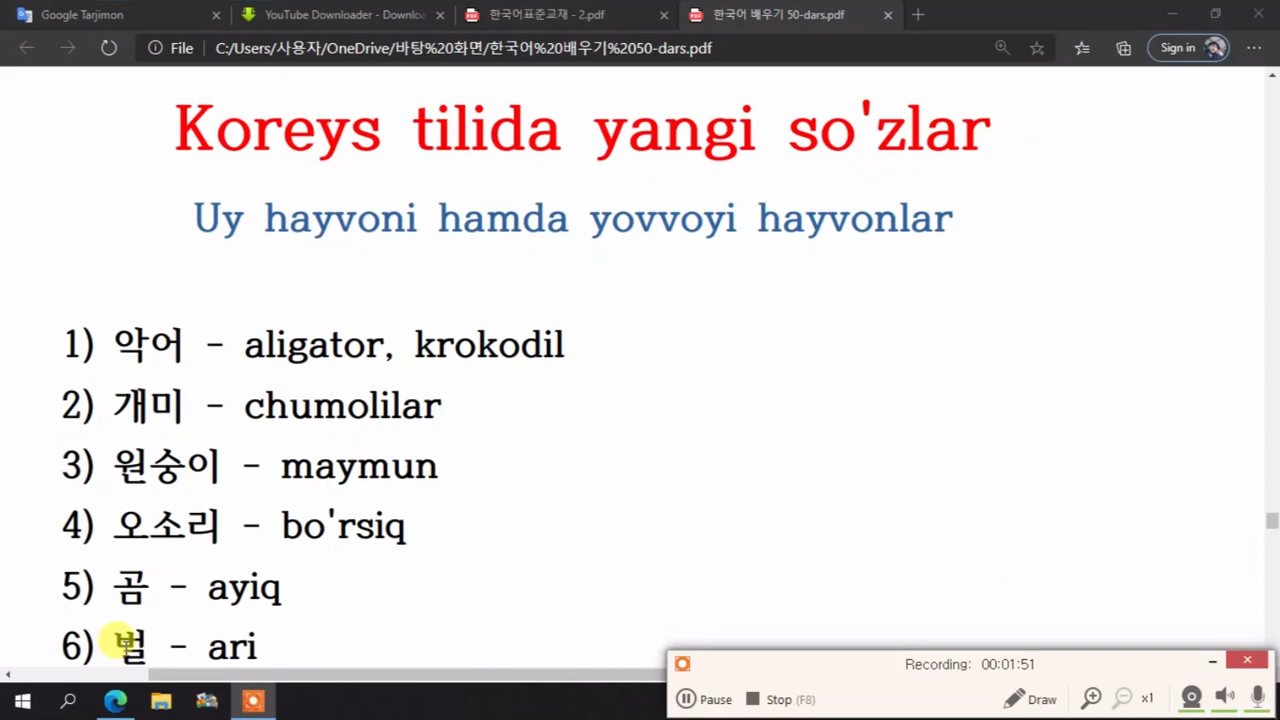 Google Tarjimon
YouTube Downloader - Downloa
한국어표준교재 - 2.pdf
한국어 배우기 50-dars.pdf
File C:/Users/사용자/OneDrive/바탕%20화면/한국어%20배우기%2050-dars.pdf
Sign in
Koreys tilida yangi so'zlar
Uy hayvoni hamda yovvoyi hayvonlar
1) 악어 - aligator, krokodil
2) 개미 - chumolilar
3) 원숭이 - maymun
4) 오소리 - bo'rsiq
5) 곰 - ayiq
6) 벌 - ari
Recording: 00:01:51
Pause Stop (F8) Draw x1